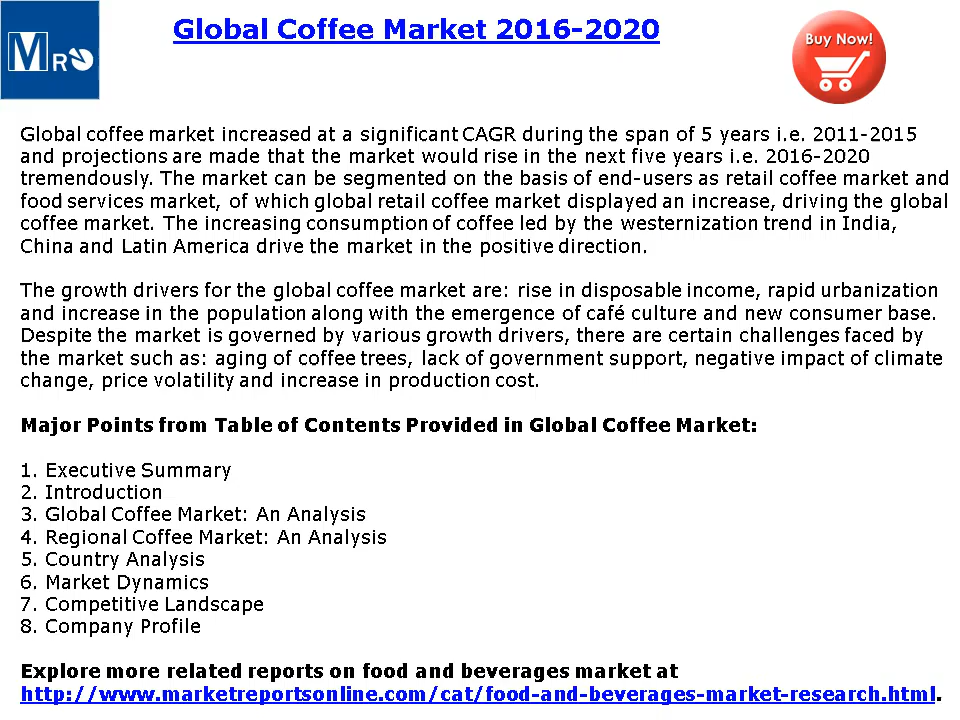 MRO
Global Coffee Market 2016-2020
Buy Now!
Global coffee market increased at a significant CAGR during the span of 5 years i.e. 2011-2015
and projections are made that the market would rise in the next five years i.e. 2016-2020
tremendously. The market can be segmented on the basis of end-users as retail coffee market and
food services market, of which global retail coffee market displayed an increase, driving the global
coffee market. The increasing consumption of coffee led by the westernization trend in India,
China and Latin America drive the market in the positive direction.
The growth drivers for the global coffee market are: rise in disposable income, rapid urbanization
and increase in the population along with the emergence of café culture and new consumer base.
Despite the market is governed by various growth drivers, there are certain challenges faced by
the market such as: aging of coffee trees, lack of government support, negative impact of climate
change, price volatility and increase in production cost.
Major Points from Table of Contents Provided in Global Coffee Market:
1. Executive Summary
2. Introduction
3. Global Coffee Market: An Analysis
4. Regional Coffee Market: An Analysis
5. Country Analysis
6. Market Dynamics
7. Competitive Landscape
8. Company Profile
Explore more related reports on food and beverages market at
http://www.marketreportsonline.com/cat/food-and-beverages-market-research.html.